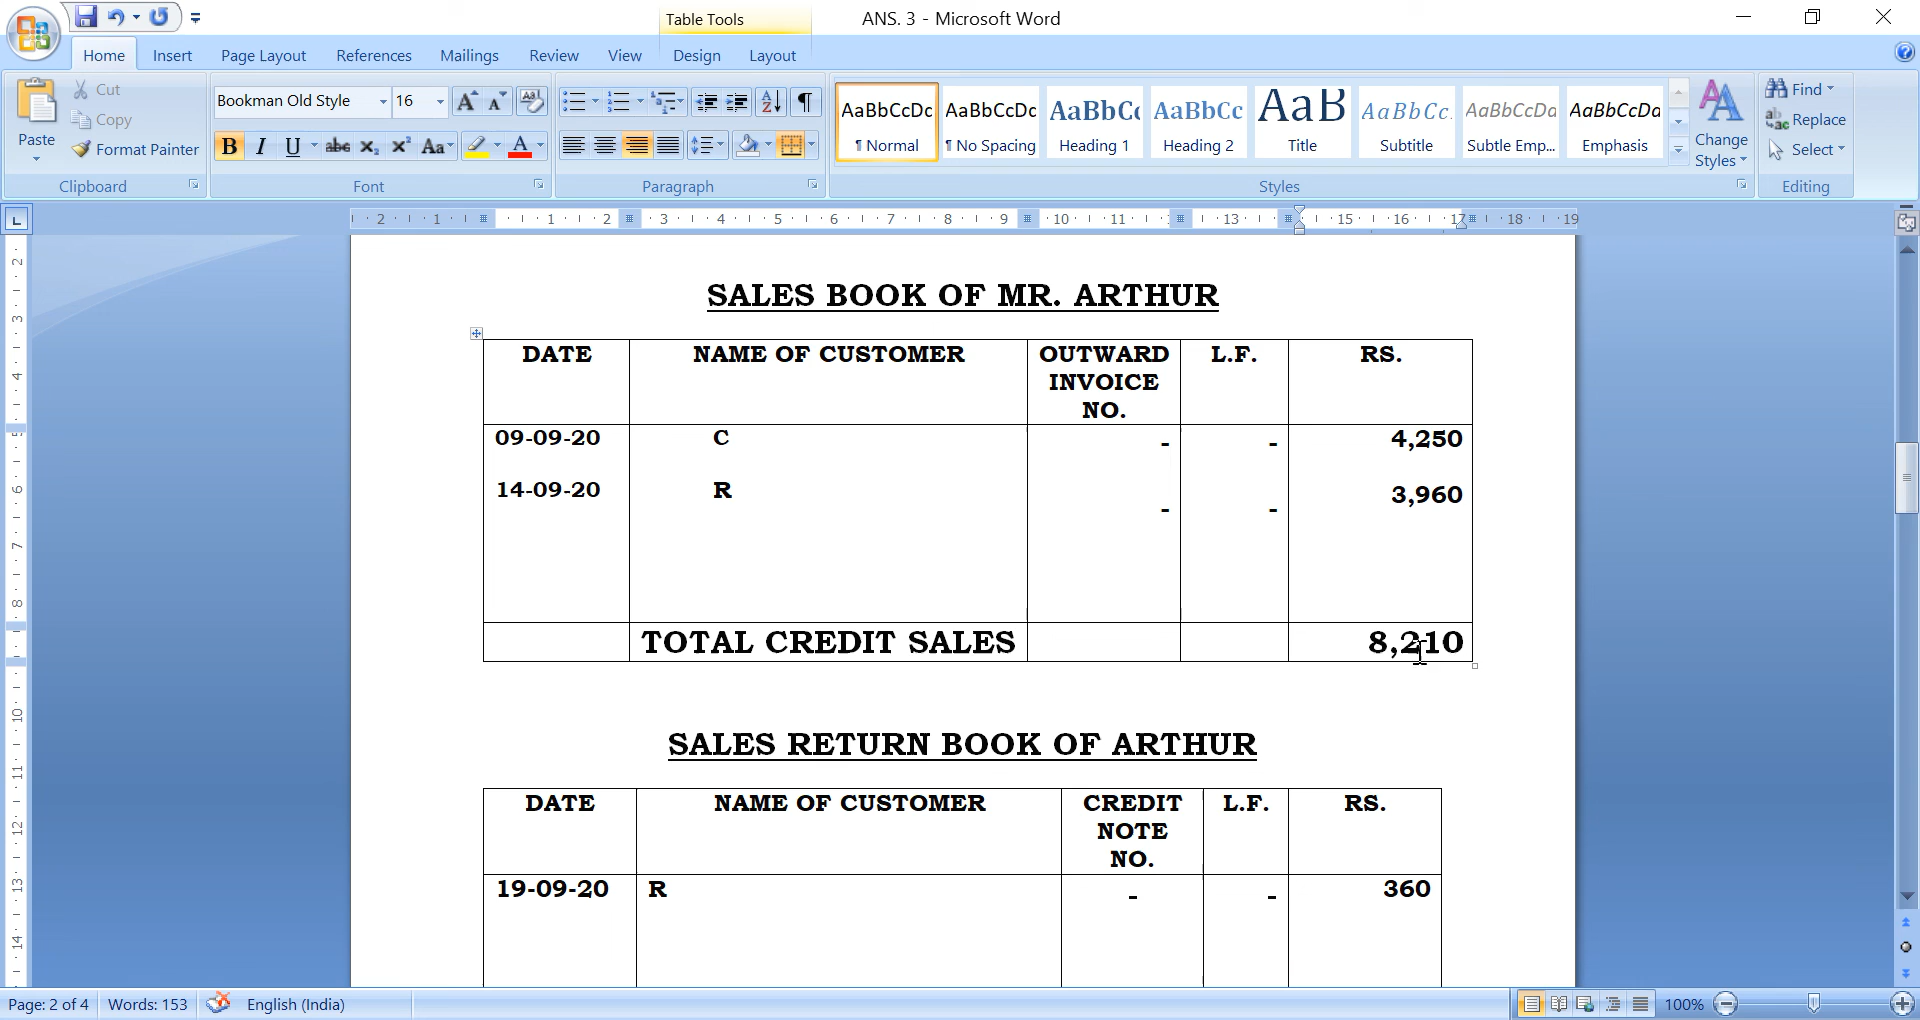 Table Tools
ANS. 3 - Microsoft Word
Home Insert Page Layout References Mailings Review View Design Layout
Paste
Cut
Copy
Format Painter
Clipboard
Bookman Old Style 16
Font
Paragraph
AaBbCcDc AaBbCcDc AaBbC AaBbCc AaB AaBbCc. AaBbCcDa AaBbCcDa
¶ Normal ¶ No Spacing Heading 1 Heading 2 Title Subtitle Subtle Emp... Emphasis
Styles
Change
Styles
Find
Replace
Select
Editing
SALES BOOK OF MR. ARTHUR
DATE NAME OF CUSTOMER OUTWARD L.F. RS.
INVOICE
NO.
09-09-20 C - - 4,250
14-09-20 R - - 3,960
TOTAL CREDIT SALES 8,210
SALES RETURN BOOK OF ARTHUR
DATE NAME OF CUSTOMER CREDIT L.F. RS.
NOTE
NO.
19-09-20 R - - 360
Page: 2 of 4 Words: 153 English (India) 100%